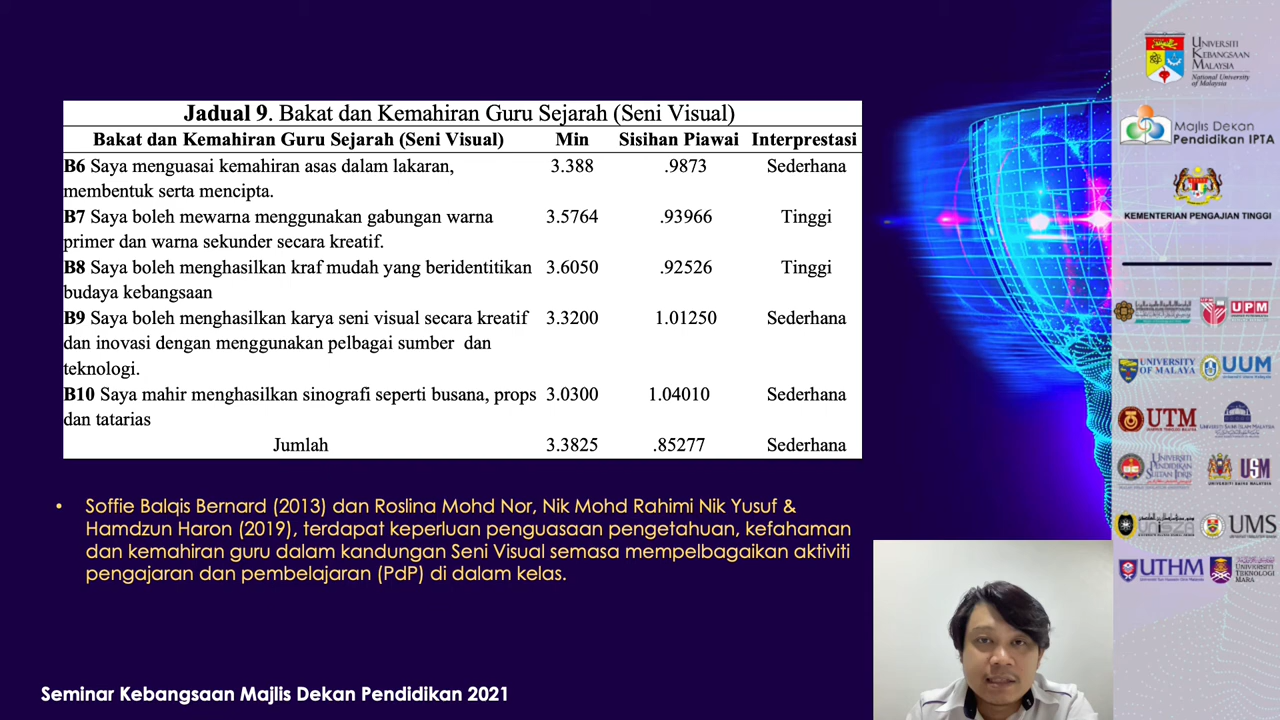 Jadual 9. Bakat dan Kemahiran Guru Sejarah (Seni Visual)
Bakat dan Kemahiran Guru Sejarah (Seni Visual) Min Sisihan Piawai Interprestasi
B6 Saya menguasai kemahiran asas dalam lakaran, 3.388 .9873 Sederhana
membentuk serta mencipta.
B7 Saya boleh mewarna menggunakan gabungan warna 3.5764 .93966 Tinggi
primer dan warna sekunder secara kreatif.
B8 Saya boleh menghasilkan kraf mudah yang beridentitikan 3.6050 .92526 Tinggi
budaya kebangsaan
B9 Saya boleh menghasilkan karya seni visual secara kreatif 3.3200 1.01250 Sederhana
dan inovasi dengan menggunakan pelbagai sumber dan
teknologi.
B10 Saya mahir menghasilkan sinografi seperti busana, props 3.0300 1.04010 Sederhana
dan tatarias
Jumlah 3.3825 .85277 Sederhana
• Soffie Balqis Bernard (2013) dan Roslina Mohd Nor, Nik Mohd Rahimi Nik Yusuf &
Hamdzun Haron (2019), terdapat keperluan penguasaan pengetahuan, kefahaman
dan kemahiran guru dalam kandungan Seni Visual semasa mempelbagaikan aktiviti
pengajaran dan pembelajaran (PdP) di dalam kelas.
Seminar Kebangsaan Majlis Dekan Pendidikan 2021
UNIVERSITI
KEBANGSAAN
MALAYSIA
National University
of Malaysia
Majlis Dekan
Pendidikan IPTA
KEMENTERIAN PENGAJIAN TINGGI
UPM
UNIVERSITY
OF MALAYA
UUM
UTM
UNIVERSITI
PENDIDIKAN
SULTAN IDRIS
USM
UniSZA
UMS
UTHM
UNIVERSITI
TEKNOLOGI
MARA